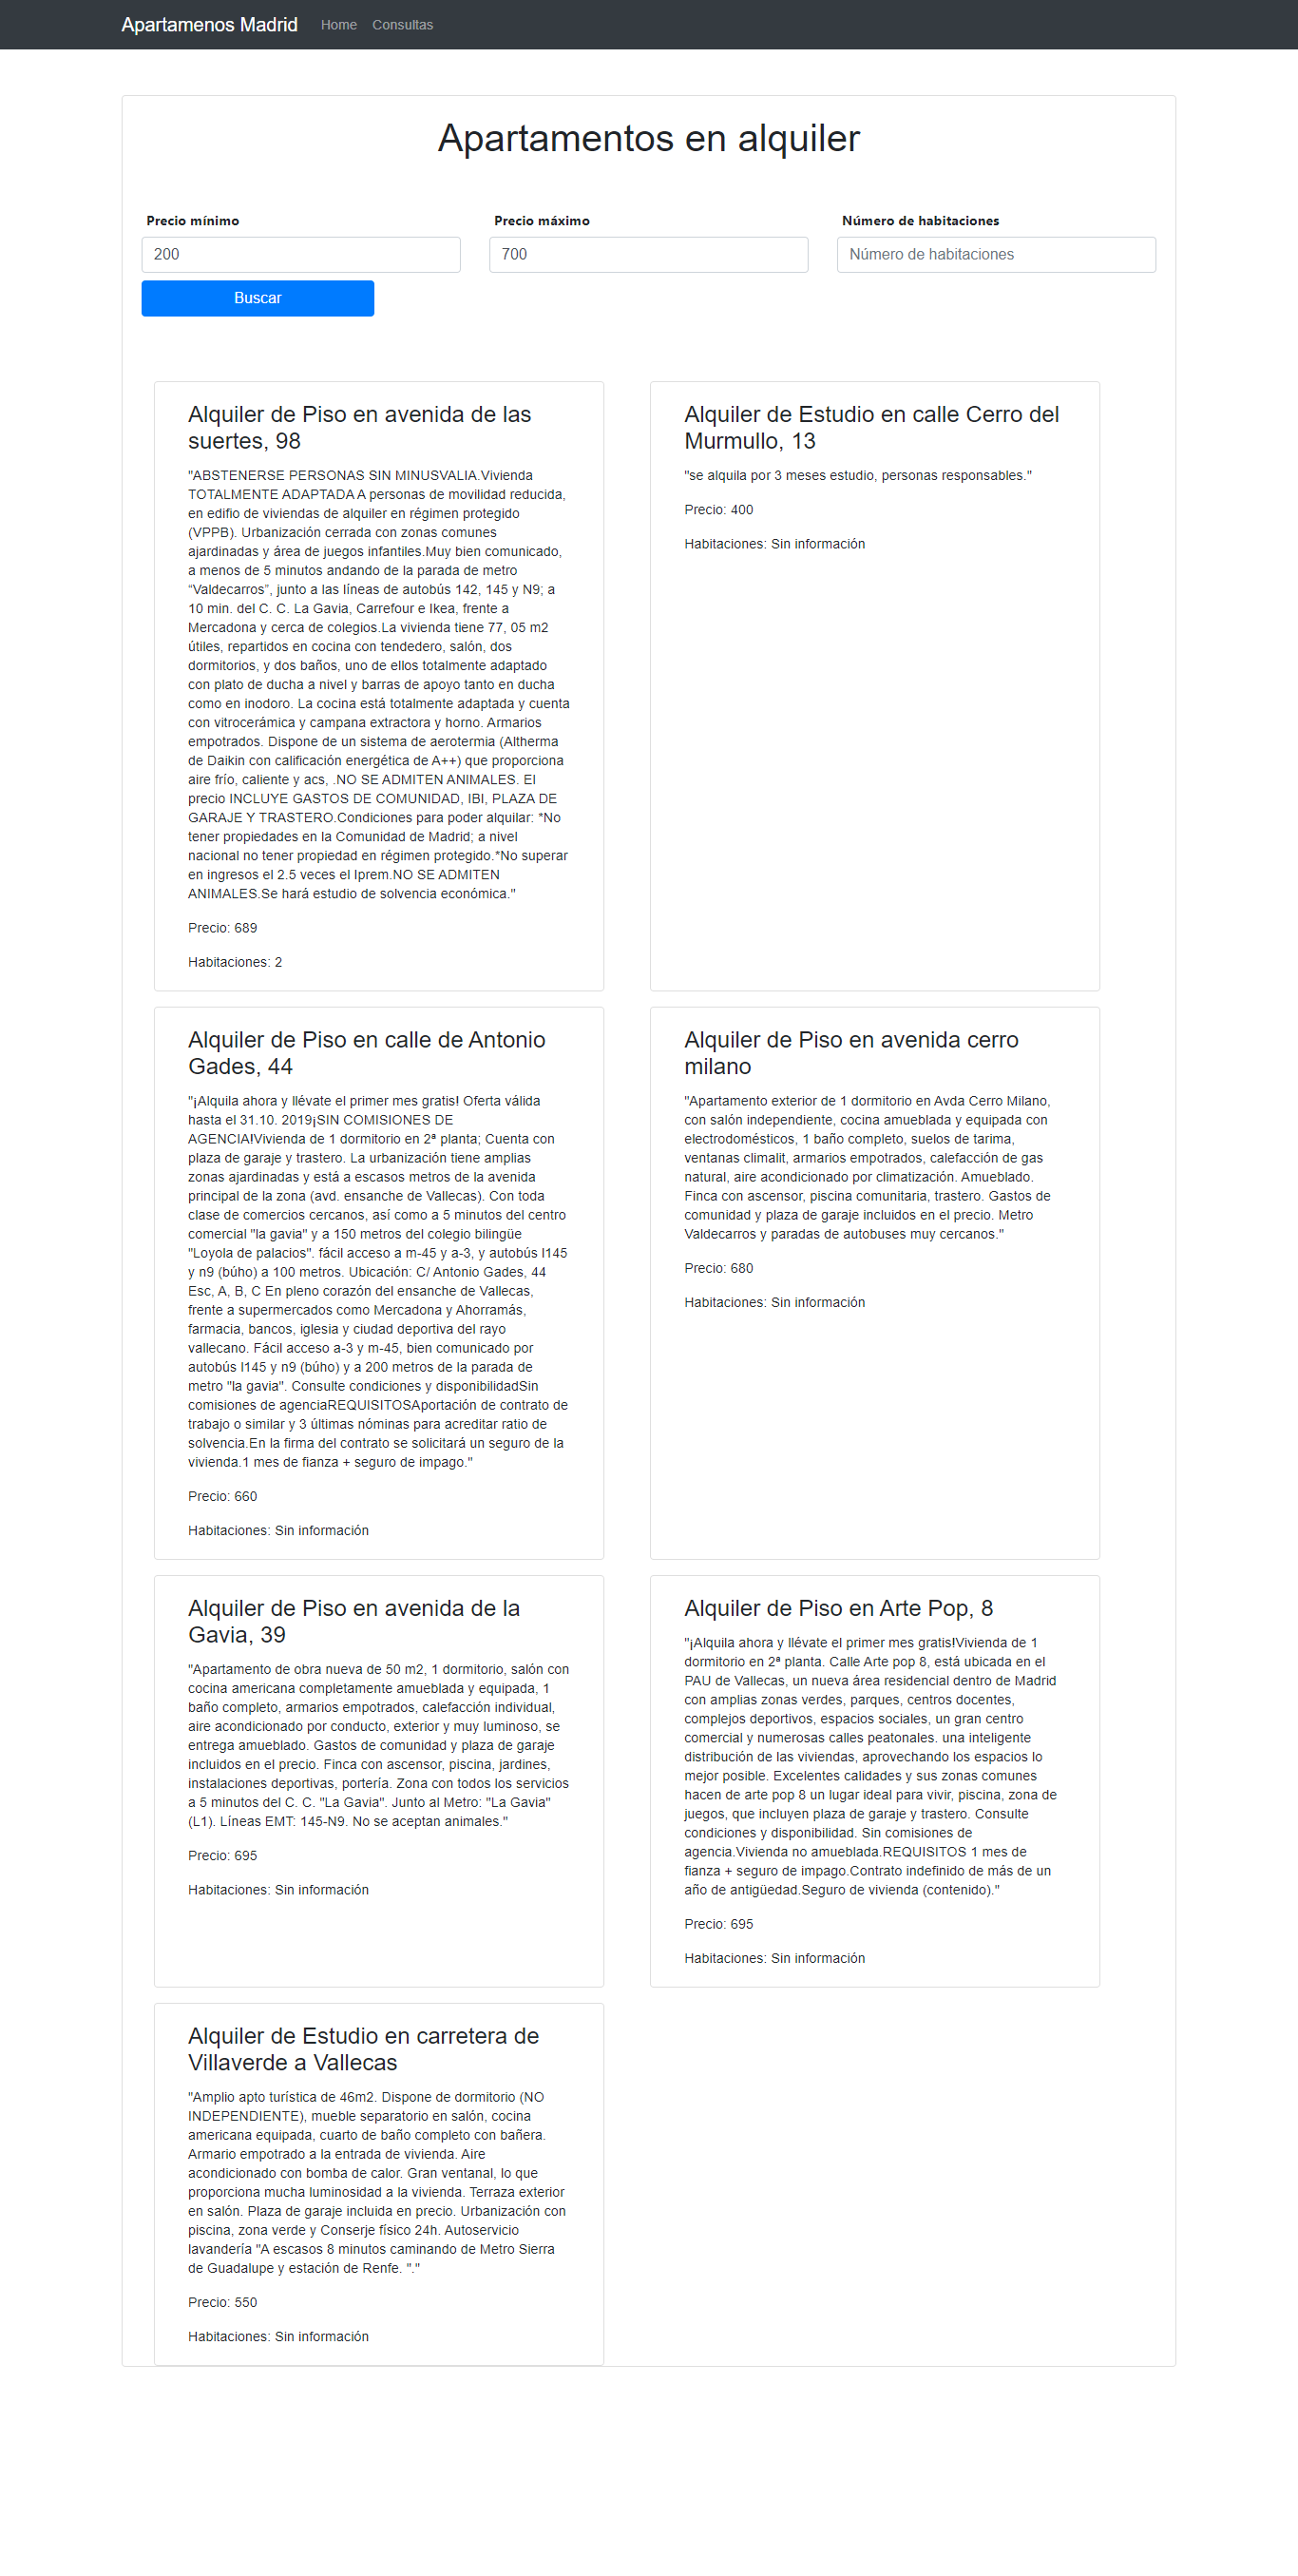 Apartamenos Madrid Home Consultas
Apartamentos en alquiler
Precio mínimo Precio máximo Número de habitaciones
200 700 Número de habitaciones
Buscar
Alquiler de Piso en avenida de las
suertes, 98
"ABSTENERSE PERSONAS SIN MINUSVALIA.Vivienda
TOTALMENTE ADAPTADA A personas de movilidad reducida,
en edifio de viviendas de alquiler en régimen protegido
(VPPB). Urbanización cerrada con zonas comunes
ajardinadas y área de juegos infantiles.Muy bien comunicado,
a menos de 5 minutos andando de la parada de metro
“Valdecarros”, junto a las líneas de autobús 142, 145 y N9; a
10 min. del C. C. La Gavia, Carrefour e Ikea, frente a
Mercadona y cerca de colegios.La vivienda tiene 77, 05 m2
útiles, repartidos en cocina con tendedero, salón, dos
dormitorios, y dos baños, uno de ellos totalmente adaptado
con plato de ducha a nivel y barras de apoyo tanto en ducha
como en inodoro. La cocina está totalmente adaptada y cuenta
con vitrocerámica y campana extractora y horno. Armarios
empotrados. Dispone de un sistema de aerotermia (Altherma
de Daikin con calificación energética de A++) que proporciona
aire frío, caliente y acs, .NO SE ADMITEN ANIMALES. El
precio INCLUYE GASTOS DE COMUNIDAD, IBI, PLAZA DE
GARAJE Y TRASTERO.Condiciones para poder alquilar: *No
tener propiedades en la Comunidad de Madrid; a nivel
nacional no tener propiedad en régimen protegido.*No superar
en ingresos el 2.5 veces el Iprem.NO SE ADMITEN
ANIMALES.Se hará estudio de solvencia económica."
Precio: 689
Habitaciones: 2
Alquiler de Estudio en calle Cerro del
Murmullo, 13
"se alquila por 3 meses estudio, personas responsables."
Precio: 400
Habitaciones: Sin información
Alquiler de Piso en calle de Antonio
Gades, 44
"¡Alquila ahora y llévate el primer mes gratis! Oferta válida
hasta el 31.10. 2019¡SIN COMISIONES DE
AGENCIA!Vivienda de 1 dormitorio en 2ª planta; Cuenta con
plaza de garaje y trastero. La urbanización tiene amplias
zonas ajardinadas y está a escasos metros de la avenida
principal de la zona (avd. ensanche de Vallecas). Con toda
clase de comercios cercanos, así como a 5 minutos del centro
comercial "la gavia" y a 150 metros del colegio bilingüe
"Loyola de palacios". fácil acceso a m-45 y a-3, y autobús l145
y n9 (búho) a 100 metros. Ubicación: C/ Antonio Gades, 44
Esc, A, B, C En pleno corazón del ensanche de Vallecas,
frente a supermercados como Mercadona y Ahorramás,
farmacia, bancos, iglesia y ciudad deportiva del rayo
vallecano. Fácil acceso a-3 y m-45, bien comunicado por
autobús l145 y n9 (búho) y a 200 metros de la parada de
metro "la gavia". Consulte condiciones y disponibilidadSin
comisiones de agenciaREQUISITOSAportación de contrato de
trabajo o similar y 3 últimas nóminas para acreditar ratio de
solvencia.En la firma del contrato se solicitará un seguro de la
vivienda.1 mes de fianza + seguro de impago."
Precio: 660
Habitaciones: Sin información
Alquiler de Piso en avenida cerro
milano
"Apartamento exterior de 1 dormitorio en Avda Cerro Milano,
con salón independiente, cocina amueblada y equipada con
electrodomésticos, 1 baño completo, suelos de tarima,
ventanas climalit, armarios empotrados, calefacción de gas
natural, aire acondicionado por climatización. Amueblado.
Finca con ascensor, piscina comunitaria, trastero. Gastos de
comunidad y plaza de garaje incluidos en el precio. Metro
Valdecarros y paradas de autobuses muy cercanos."
Precio: 680
Habitaciones: Sin información
Alquiler de Piso en avenida de la
Gavia, 39
"Apartamento de obra nueva de 50 m2, 1 dormitorio, salón con
cocina americana completamente amueblada y equipada, 1
baño completo, armarios empotrados, calefacción individual,
aire acondicionado por conducto, exterior y muy luminoso, se
entrega amueblado. Gastos de comunidad y plaza de garaje
incluidos en el precio. Finca con ascensor, piscina, jardines,
instalaciones deportivas, portería. Zona con todos los servicios
a 5 minutos del C. C. "La Gavia". Junto al Metro: "La Gavia"
(L1). Líneas EMT: 145-N9. No se aceptan animales."
Precio: 695
Habitaciones: Sin información
Alquiler de Piso en Arte Pop, 8
"¡Alquila ahora y llévate el primer mes gratis!Vivienda de 1
dormitorio en 2ª planta. Calle Arte pop 8, está ubicada en el
PAU de Vallecas, un nueva área residencial dentro de Madrid
con amplias zonas verdes, parques, centros docentes,
complejos deportivos, espacios sociales, un gran centro
comercial y numerosas calles peatonales. una inteligente
distribución de las viviendas, aprovechando los espacios lo
mejor posible. Excelentes calidades y sus zonas comunes
hacen de arte pop 8 un lugar ideal para vivir, piscina, zona de
juegos, que incluyen plaza de garaje y trastero. Consulte
condiciones y disponibilidad. Sin comisiones de
agencia.Vivienda no amueblada.REQUISITOS 1 mes de
fianza + seguro de impago.Contrato indefinido de más de un
año de antigüedad.Seguro de vivienda (contenido)."
Precio: 695
Habitaciones: Sin información
Alquiler de Estudio en carretera de
Villaverde a Vallecas
"Amplio apto turística de 46m2. Dispone de dormitorio (NO
INDEPENDIENTE), mueble separatorio en salón, cocina
americana equipada, cuarto de baño completo con bañera.
Armario empotrado a la entrada de vivienda. Aire
acondicionado con bomba de calor. Gran ventanal, lo que
proporciona mucha luminosidad a la vivienda. Terraza exterior
en salón. Plaza de garaje incluida en precio. Urbanización con
piscina, zona verde y Conserje físico 24h. Autoservicio
lavandería "A escasos 8 minutos caminando de Metro Sierra
de Guadalupe y estación de Renfe. "."
Precio: 550
Habitaciones: Sin información